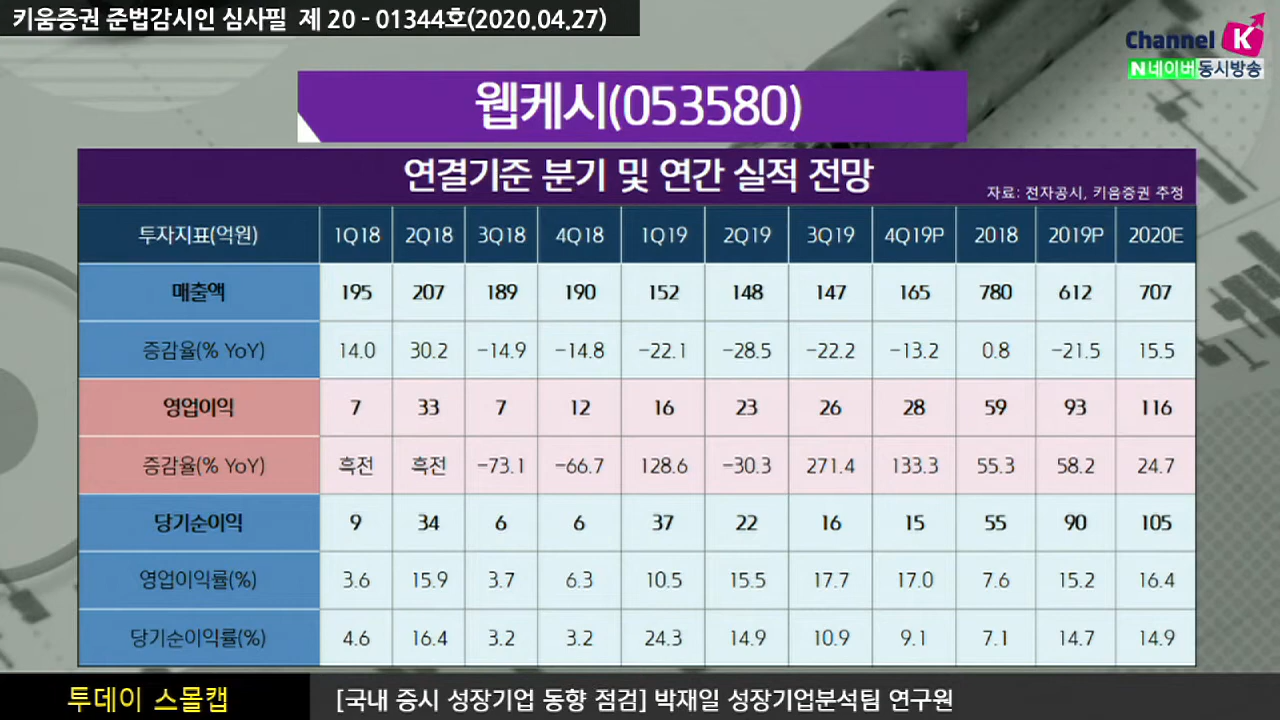 키움증권 준법감시인 심사필 제 20 - 01344호(2020.04.27)
Channel K
N 네이버 동시방송
웹케시(053580)
연결기준 분기 및 연간 실적 전망
자료: 전자공시, 키움증권 추정
투자지표(억원) 1Q18 2Q18 3Q18 4Q18 1Q19 2Q19 3Q19 4Q19P 2018 2019P 2020E
매출액 195 207 189 190 152 148 147 165 780 612 707
증감율(% YoY) 14.0 30.2 -14.9 -14.8 -22.1 -28.5 -22.2 -13.2 0.8 -21.5 15.5
영업이익 7 33 7 12 16 23 26 28 59 93 116
증감율(% YoY) 흑전 흑전 -73.1 -66.7 128.6 -30.3 271.4 133.3 55.3 58.2 24.7
당기순이익 9 34 6 6 37 22 16 15 55 90 105
영업이익률(%) 3.6 15.9 3.7 6.3 10.5 15.5 17.7 17.0 7.6 15.2 16.4
당기순이익률(%) 4.6 16.4 3.2 3.2 24.3 14.9 10.9 9.1 7.1 14.7 14.9
투데이 스몰캡
[국내 증시 성장기업 동향 점검] 박재일 성장기업분석팀 연구원